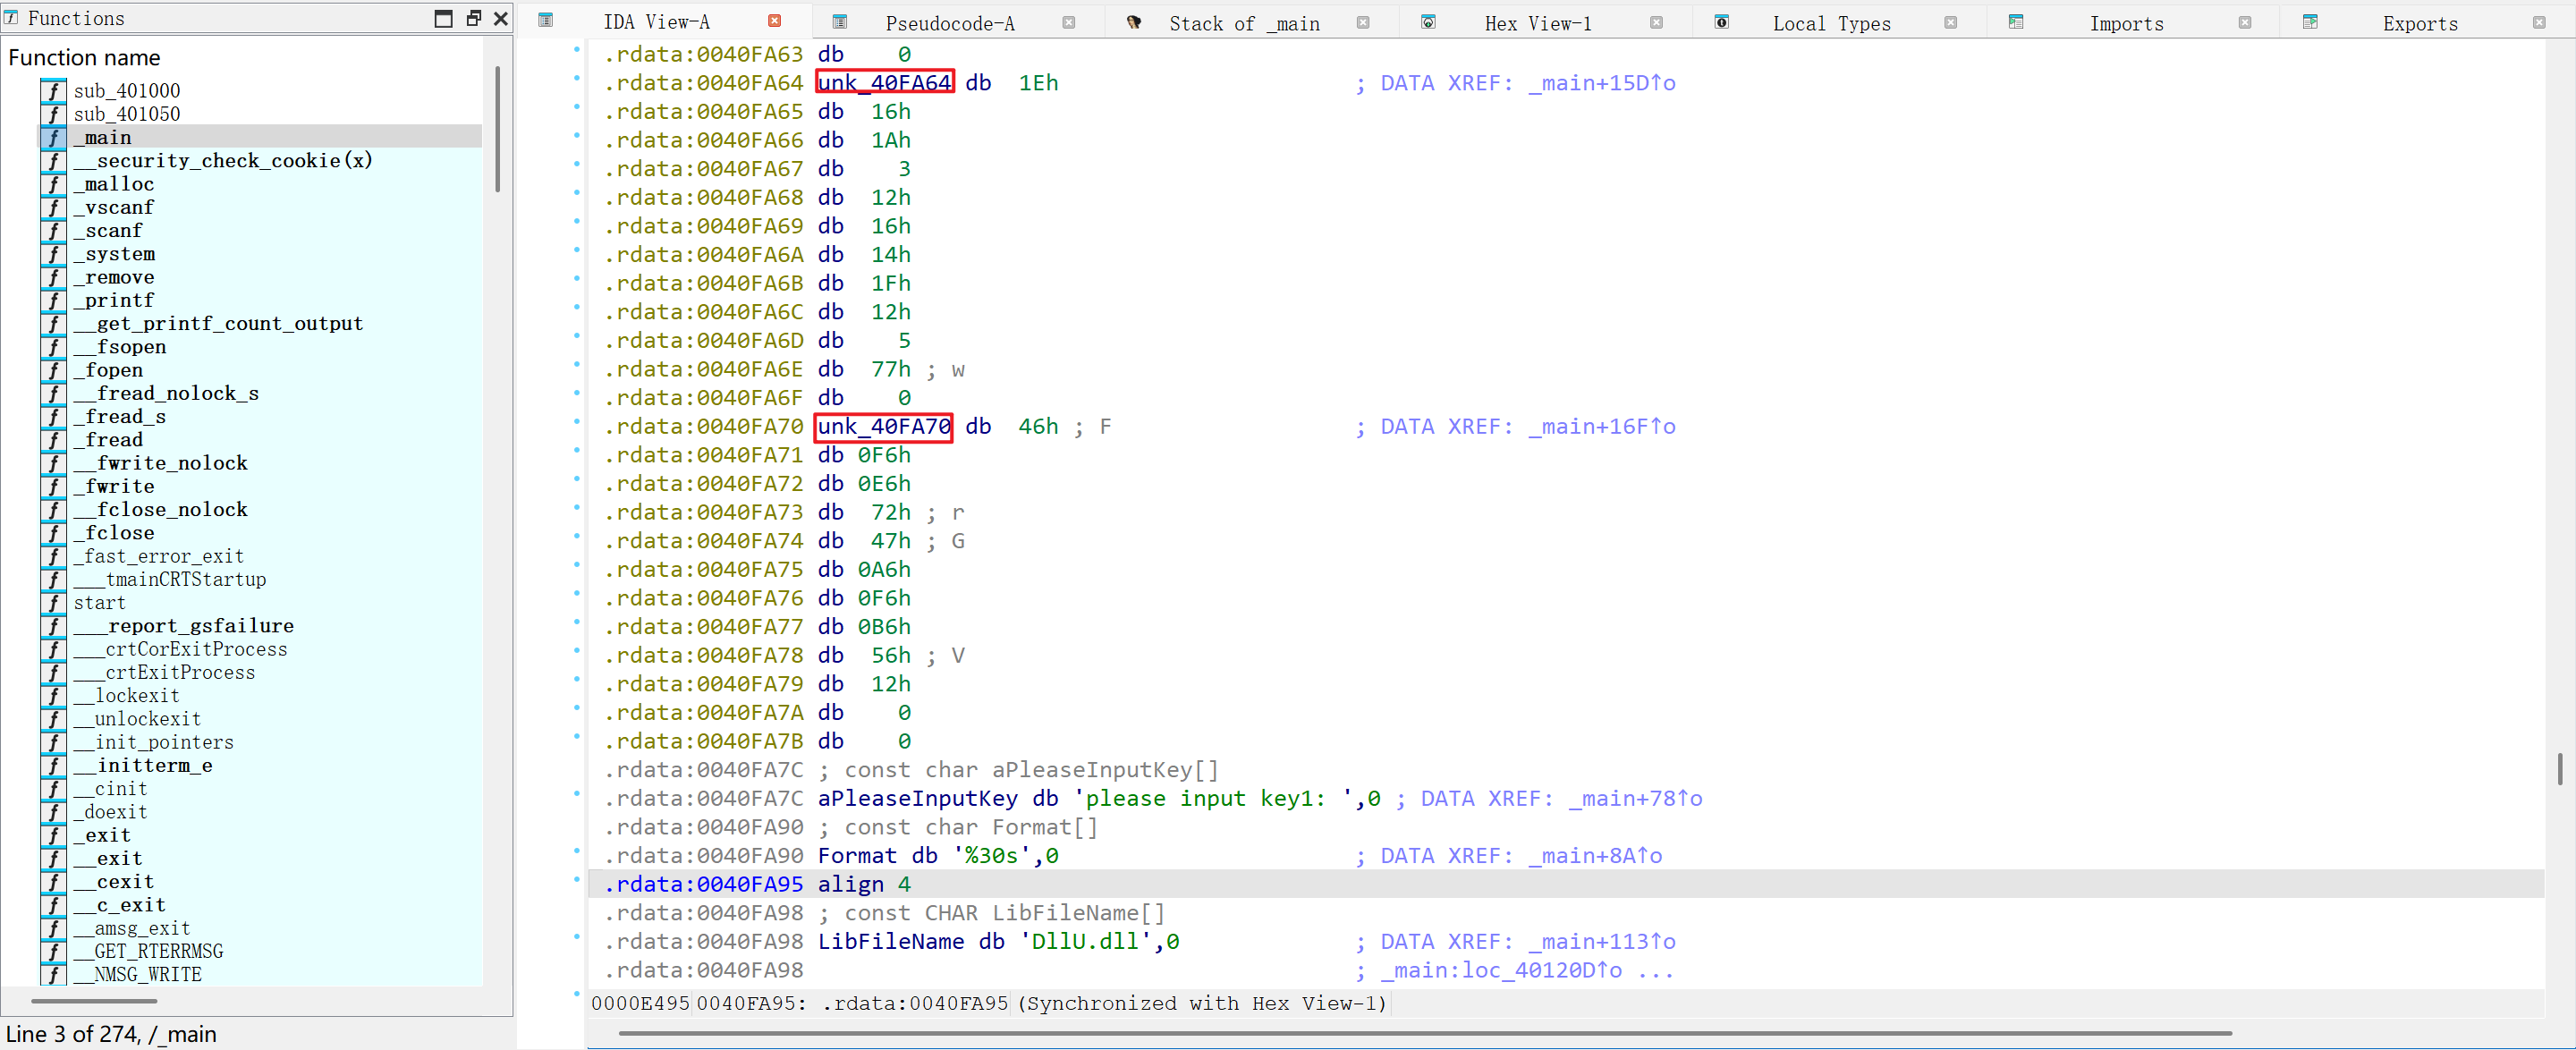 Functions
Function name
sub_401000
sub_401050
_main
__security_check_cookie(x)
_malloc
_vscanf
_scanf
_system
_remove
_printf
__get_printf_count_output
__fsopen
_fopen
__fread_nolock_s
_fread_s
_fread
__fwrite_nolock
_fwrite
__fclose_nolock
_fclose
_fast_error_exit
___tmainCRTStartup
start
___report_gsfailure
___crtCorExitProcess
___crtExitProcess
__lockexit
__unlockexit
__init_pointers
__initterm_e
__cinit
_doexit
_exit
__exit
__cexit
__c_exit
__amsg_exit
__GET_RTERRMSG
__NMSG_WRITE
Line 3 of 274, /_main
IDA View-A Pseudocode-A Stack of _main Hex View-1 Local Types Imports Exports
.rdata:0040FA63 db 0
.rdata:0040FA64 unk_40FA64 db 1Eh ; DATA XREF: _main+15D↑o
.rdata:0040FA65 db 16h
.rdata:0040FA66 db 1Ah
.rdata:0040FA67 db 3
.rdata:0040FA68 db 12h
.rdata:0040FA69 db 16h
.rdata:0040FA6A db 14h
.rdata:0040FA6B db 1Fh
.rdata:0040FA6C db 12h
.rdata:0040FA6D db 5
.rdata:0040FA6E db 77h ; w
.rdata:0040FA6F db 0
.rdata:0040FA70 unk_40FA70 db 46h ; F ; DATA XREF: _main+16F↑o
.rdata:0040FA71 db 0F6h
.rdata:0040FA72 db 0E6h
.rdata:0040FA73 db 72h ; r
.rdata:0040FA74 db 47h ; G
.rdata:0040FA75 db 0A6h
.rdata:0040FA76 db 0F6h
.rdata:0040FA77 db 0B6h
.rdata:0040FA78 db 56h ; V
.rdata:0040FA79 db 12h
.rdata:0040FA7A db 0
.rdata:0040FA7B db 0
.rdata:0040FA7C ; const char aPleaseInputKey[]
.rdata:0040FA7C aPleaseInputKey db 'please input key1: ',0 ; DATA XREF: _main+78↑o
.rdata:0040FA90 ; const char Format[]
.rdata:0040FA90 Format db '%30s',0 ; DATA XREF: _main+8A↑o
.rdata:0040FA95 align 4
.rdata:0040FA98 ; const CHAR LibFileName[]
.rdata:0040FA98 LibFileName db 'DllU.dll',0 ; DATA XREF: _main+113↑o
.rdata:0040FA98 ; _main:loc_40120D↑o ...
0000E495 0040FA95: .rdata:0040FA95 (Synchronized with Hex View-1)